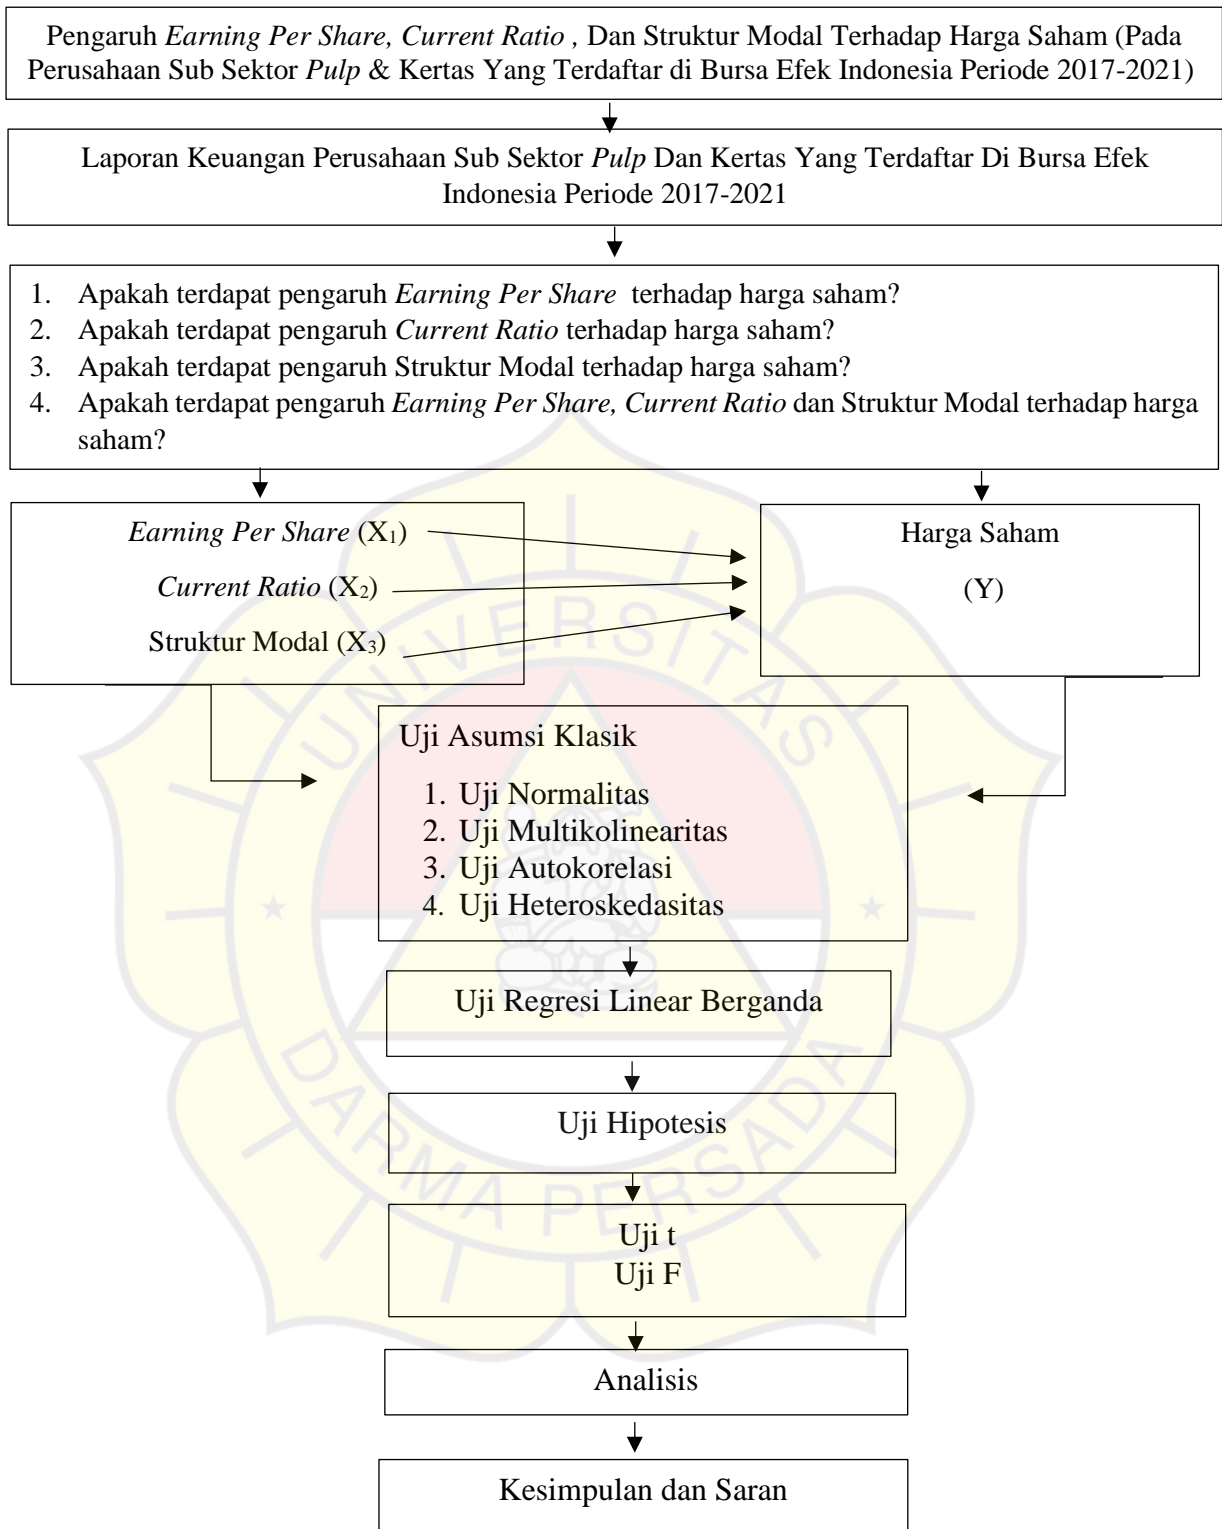 Pengaruh Earning Per Share, Current Ratio , Dan Struktur Modal Terhadap Harga Saham (Pada
Perusahaan Sub Sektor Pulp & Kertas Yang Terdaftar di Bursa Efek Indonesia Periode 2017-2021)
Laporan Keuangan Perusahaan Sub Sektor Pulp Dan Kertas Yang Terdaftar Di Bursa Efek
Indonesia Periode 2017-2021
1. Apakah terdapat pengaruh Earning Per Share terhadap harga saham?
2. Apakah terdapat pengaruh Current Ratio terhadap harga saham?
3. Apakah terdapat pengaruh Struktur Modal terhadap harga saham?
4. Apakah terdapat pengaruh Earning Per Share, Current Ratio dan Struktur Modal terhadap harga
saham?
Earning Per Share (X₁)
Current Ratio (X₂)
Struktur Modal (X₃)
Harga Saham
(Y)
Uji Asumsi Klasik
1. Uji Normalitas
2. Uji Multikolinearitas
3. Uji Autokorelasi
4. Uji Heteroskedasitas
Uji Regresi Linear Berganda
Uji Hipotesis
Uji t
Uji F
Analisis
Kesimpulan dan Saran
UNIVERSITAS
DARMA PERSADA